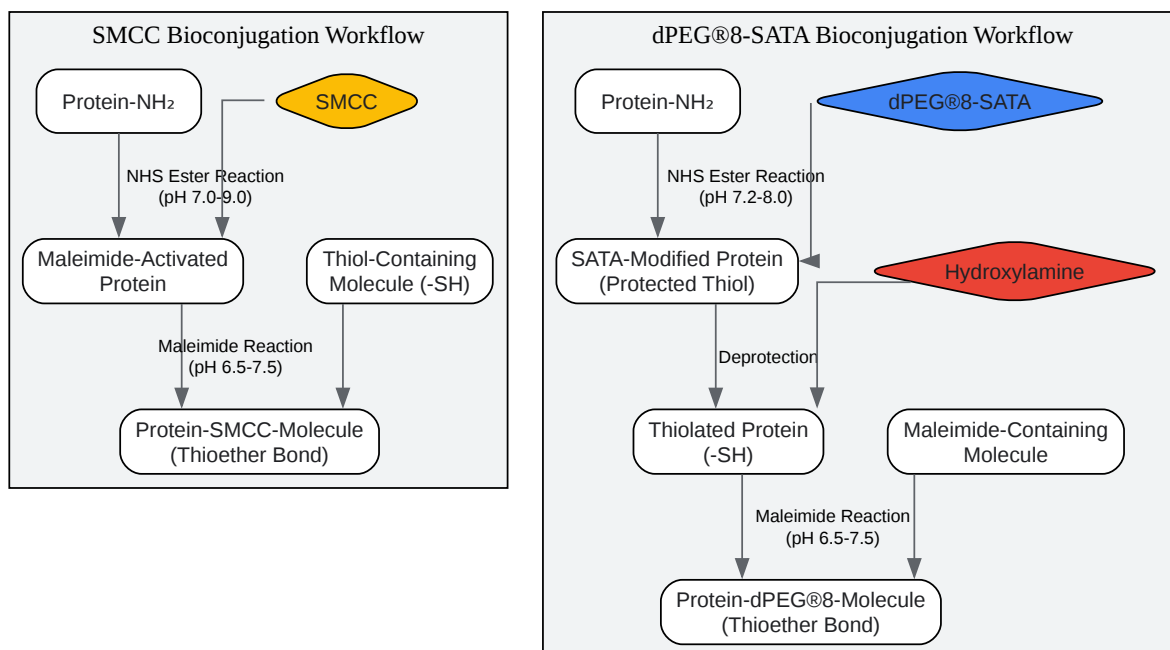 SMCC Bioconjugation Workflow
Protein-NH₂
SMCC
NHS Ester Reaction
(pH 7.0-9.0)
Maleimide-Activated
Protein
Thiol-Containing
Molecule (-SH)
Maleimide Reaction
(pH 6.5-7.5)
Protein-SMCC-Molecule
(Thioether Bond)
dPEG®8-SATA Bioconjugation Workflow
Protein-NH₂
dPEG®8-SATA
NHS Ester Reaction
(pH 7.2-8.0)
SATA-Modified Protein
(Protected Thiol)
Hydroxylamine
Deprotection
Thiolated Protein
(-SH)
Maleimide-Containing
Molecule
Maleimide Reaction
(pH 6.5-7.5)
Protein-dPEG®8-Molecule
(Thioether Bond)